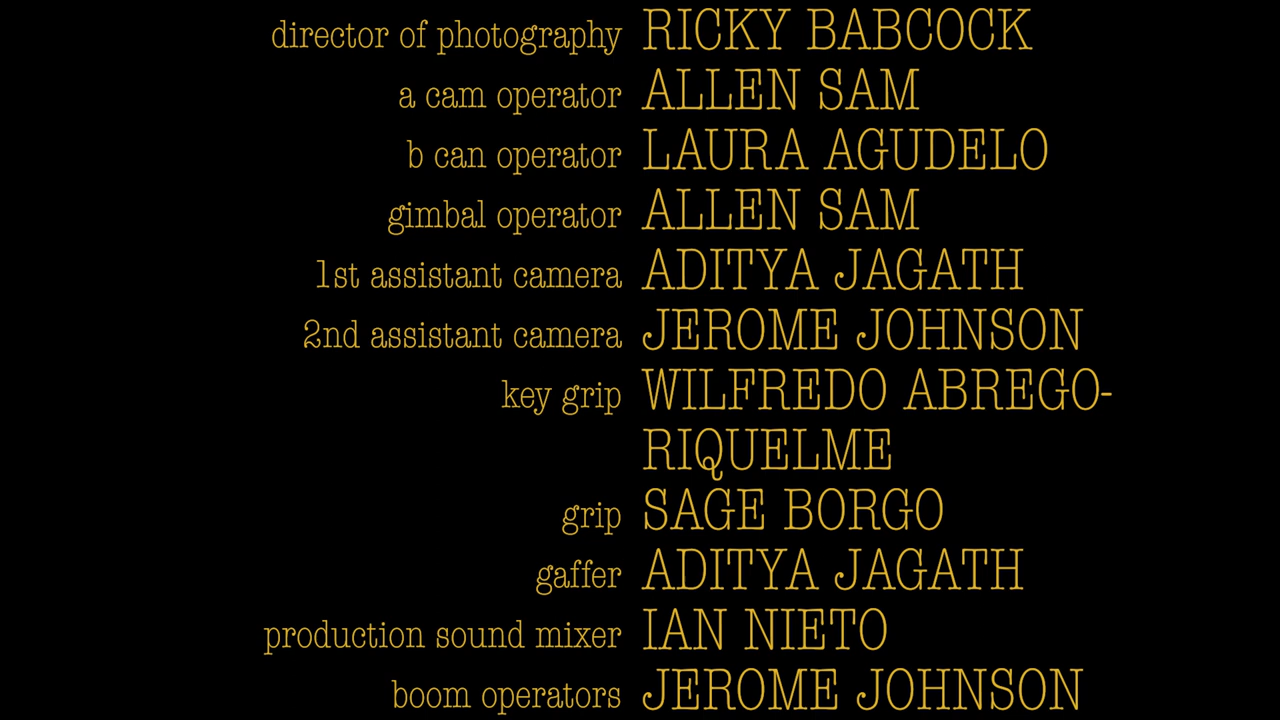 director of photography RICKY BABCOCK
a cam operator ALLEN SAM
b can operator LAURA AGUDELO
gimbal operator ALLEN SAM
1st assistant camera ADITYA JAGATH
2nd assistant camera JEROME JOHNSON
key grip WILFREDO ABREGO-
RIQUELME
grip SAGE BORGO
gaffer ADITYA JAGATH
production sound mixer IAN NIETO
boom operators JEROME JOHNSON